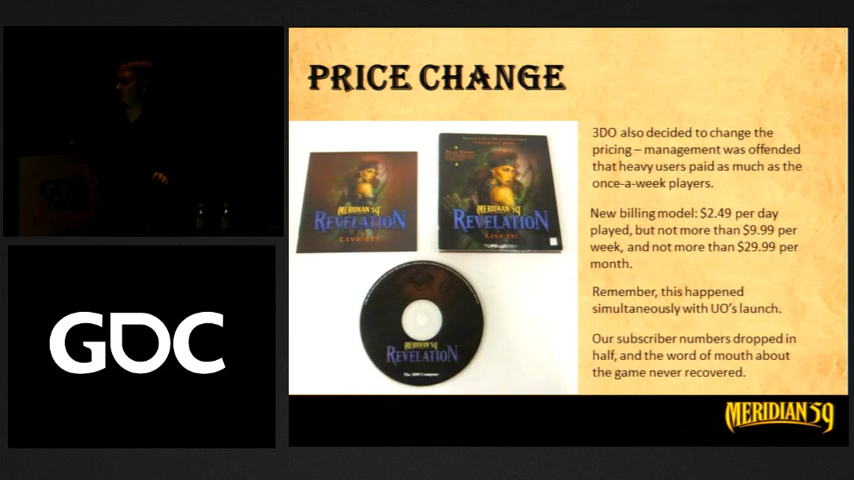 PRICE CHANGE
3DO also decided to change the
pricing – management was offended
that heavy users paid as much as the
once-a-week players.
New billing model: $2.49 per day
played, but not more than $9.99 per
week, and not more than $29.99 per
month.
Remember, this happened
simultaneously with UO's launch.
Our subscriber numbers dropped in
half, and the word of mouth about
the game never recovered.
MERIDIAN 59
REVELATION
LIVE IT!
MERIDIAN 59
REVELATION
LIVE IT!
MERIDIAN 59
REVELATION
The 3DO Company
GDC
MERIDIAN 59